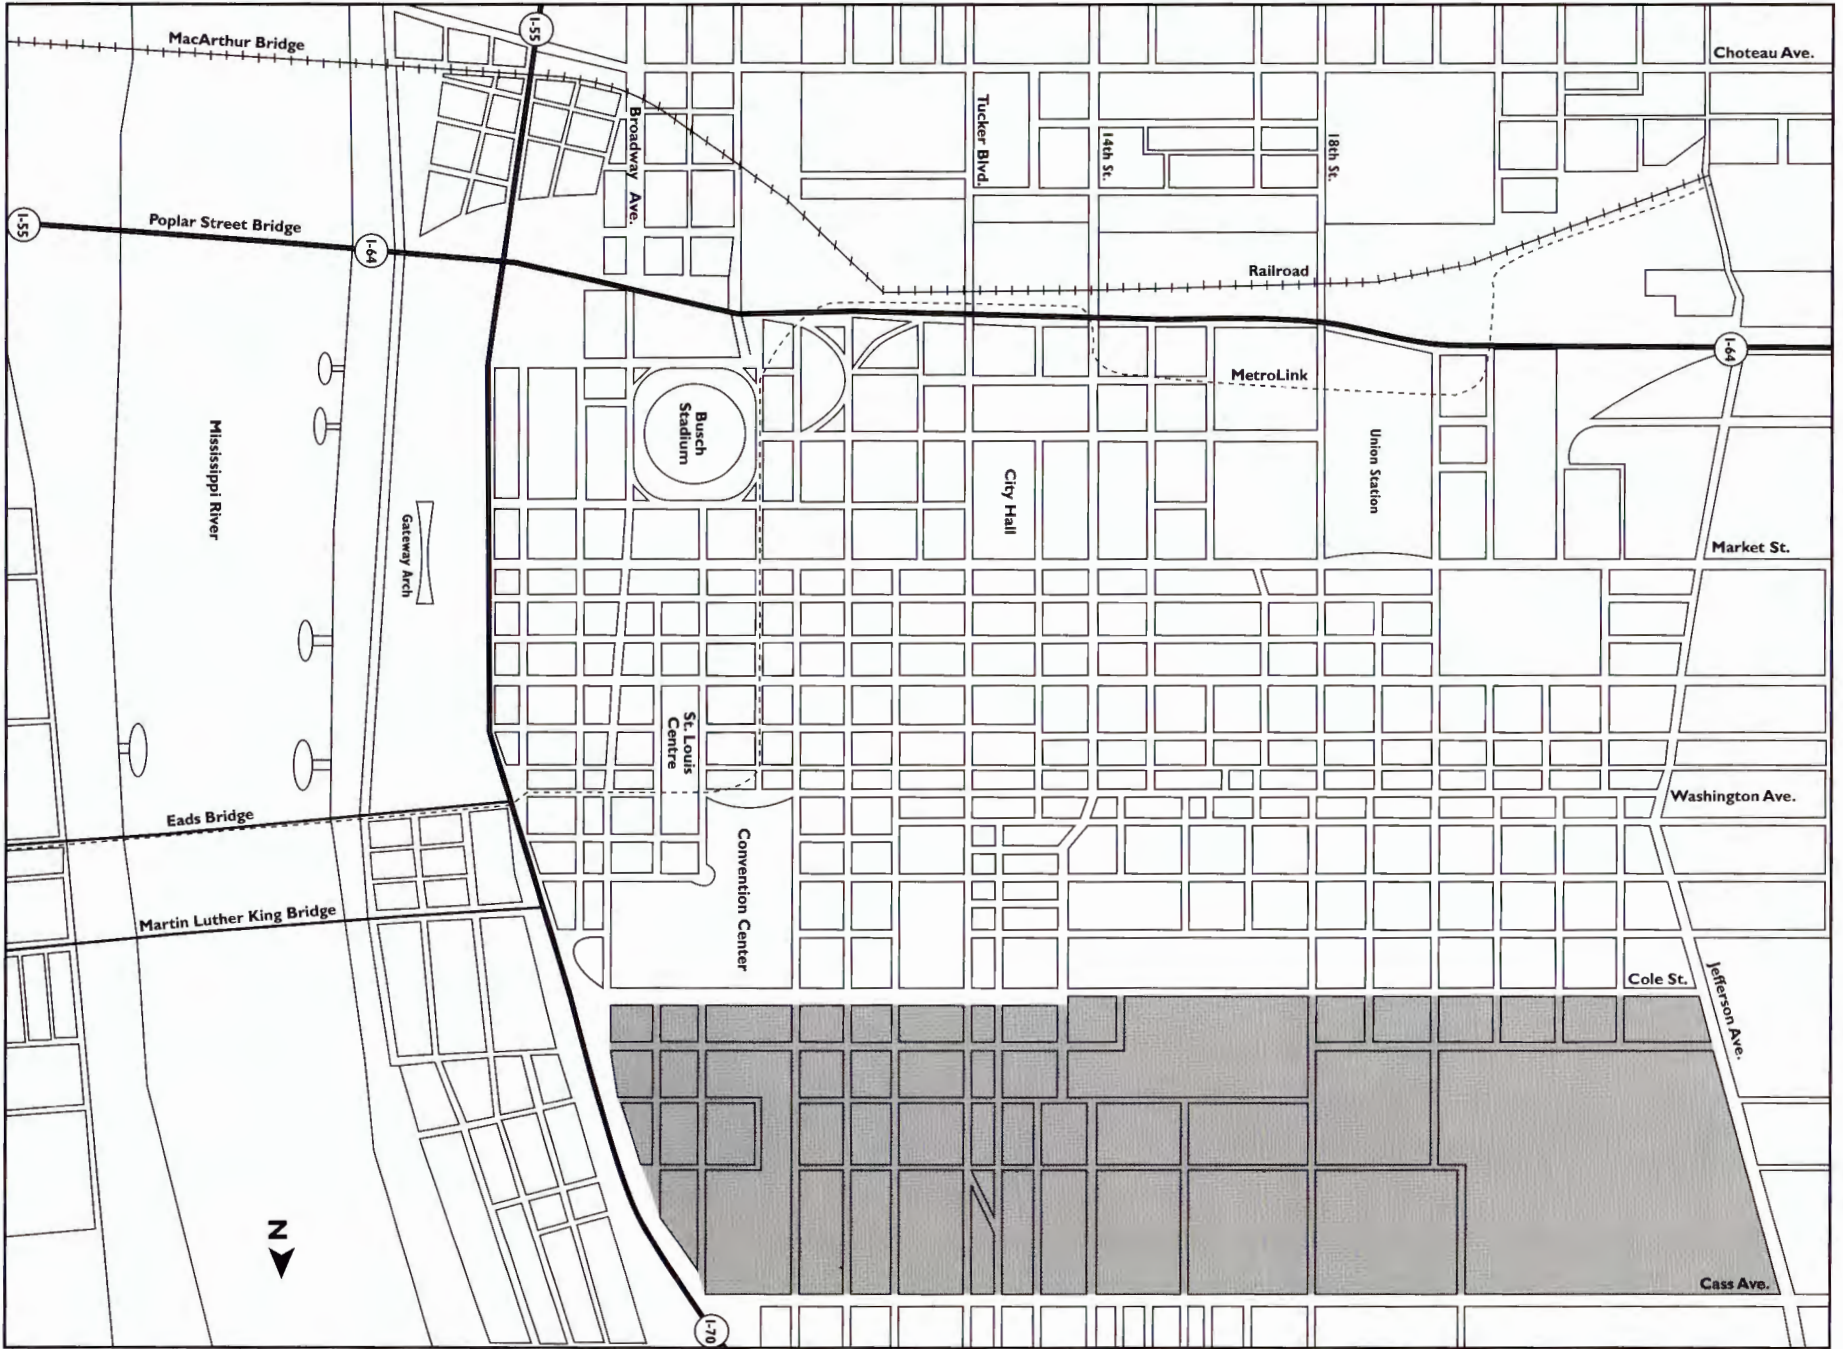 I-55
MacArthur Bridge
Choteau Ave.
Broadway Ave.
Tucker Blvd.
14th St.
18th St.
I-55
Poplar Street Bridge
I-64
Railroad
I-64
MetroLink
Busch
Stadium
Union Station
Mississippi River
City Hall
Gateway Arch
Market St.
St. Louis
Centre
Washington Ave.
Eads Bridge
Convention Center
Martin Luther King Bridge
Jefferson Ave.
Cole St.
N
Cass Ave.
I-70